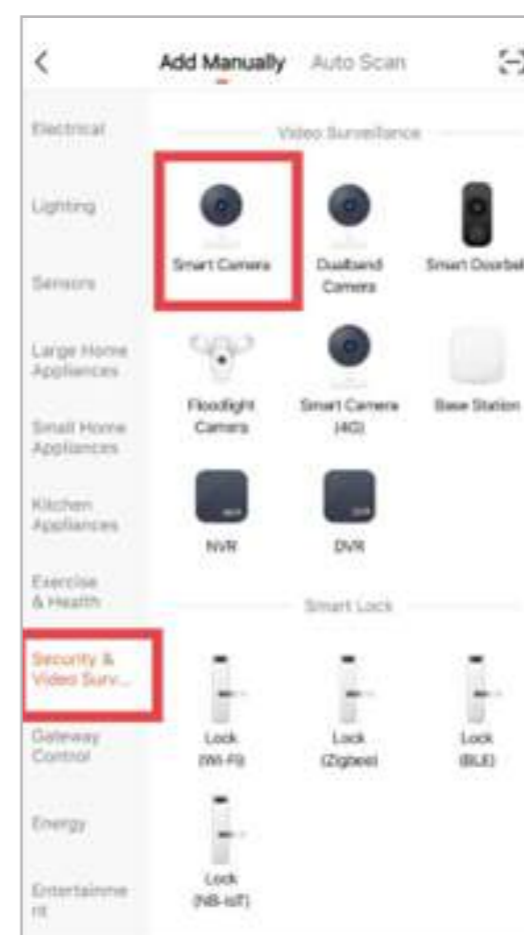 Add Manually Auto Scan
Electrical
Lighting
Sensors
Large Home
Appliances
Small Home
Appliances
Kitchen
Appliances
Exercise
& Health
Security &
Video Surv...
Gateway
Control
Energy
Entertainme
nt
Video Surveillance
Smart Camera
Dualband
Camera
Smart Doorbell
Floodlight
Camera
Smart Camera
(4G)
Base Station
NVR
DVR
Smart Lock
Lock
(Wi-Fi)
Lock
(Zigbee)
Lock
(BLE)
Lock
(NB-IoT)